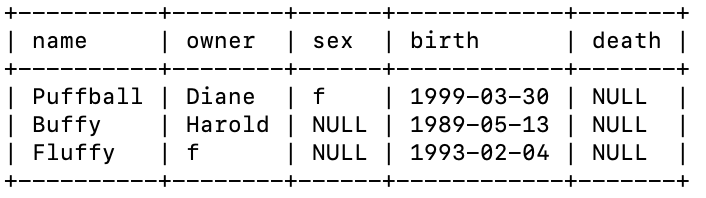 +----------+--------+------+------------+-------+
| name     | owner  | sex  | birth      | death |
+----------+--------+------+------------+-------+
| Puffball | Diane  | f    | 1999-03-30 | NULL  |
| Buffy    | Harold | NULL | 1989-05-13 | NULL  |
| Fluffy   | f      | NULL | 1993-02-04 | NULL  |
+----------+--------+------+------------+-------+